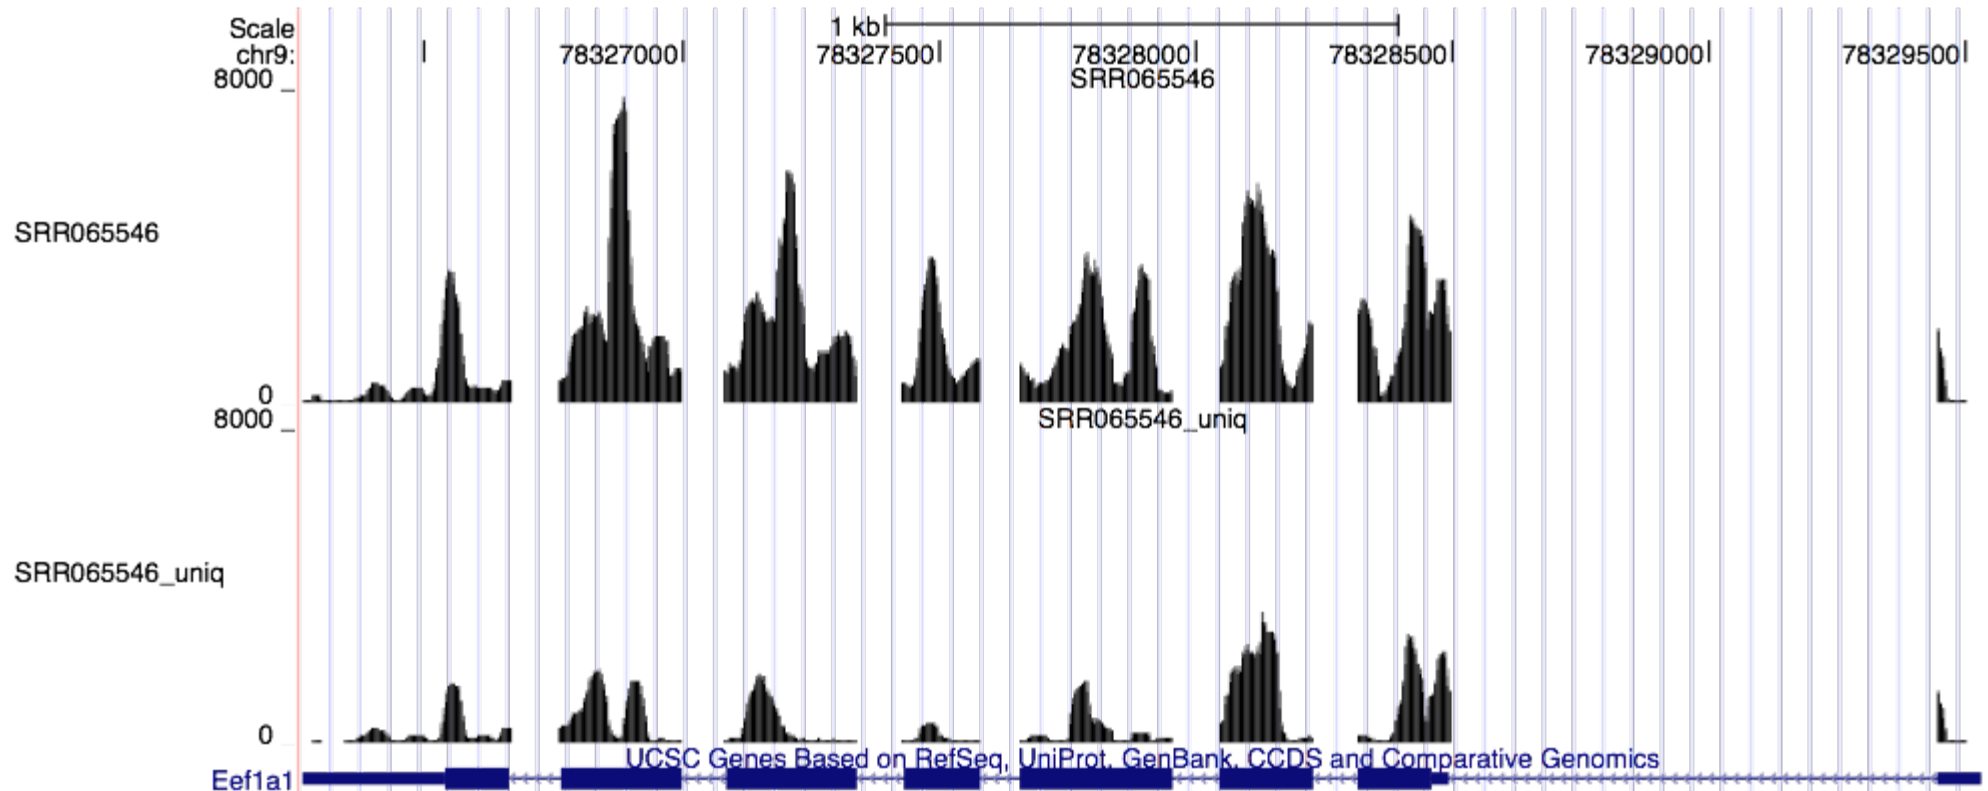 Scale 1 kb
chr9: 78327000 78327500 78328000 78328500 78329000 78329500
8000 _ SRR065546
SRR065546
0
8000 _ SRR065546_uniq
SRR065546_uniq
0
UCSC Genes Based on RefSeq, UniProt, GenBank, CCDS and Comparative Genomics
Eef1a1